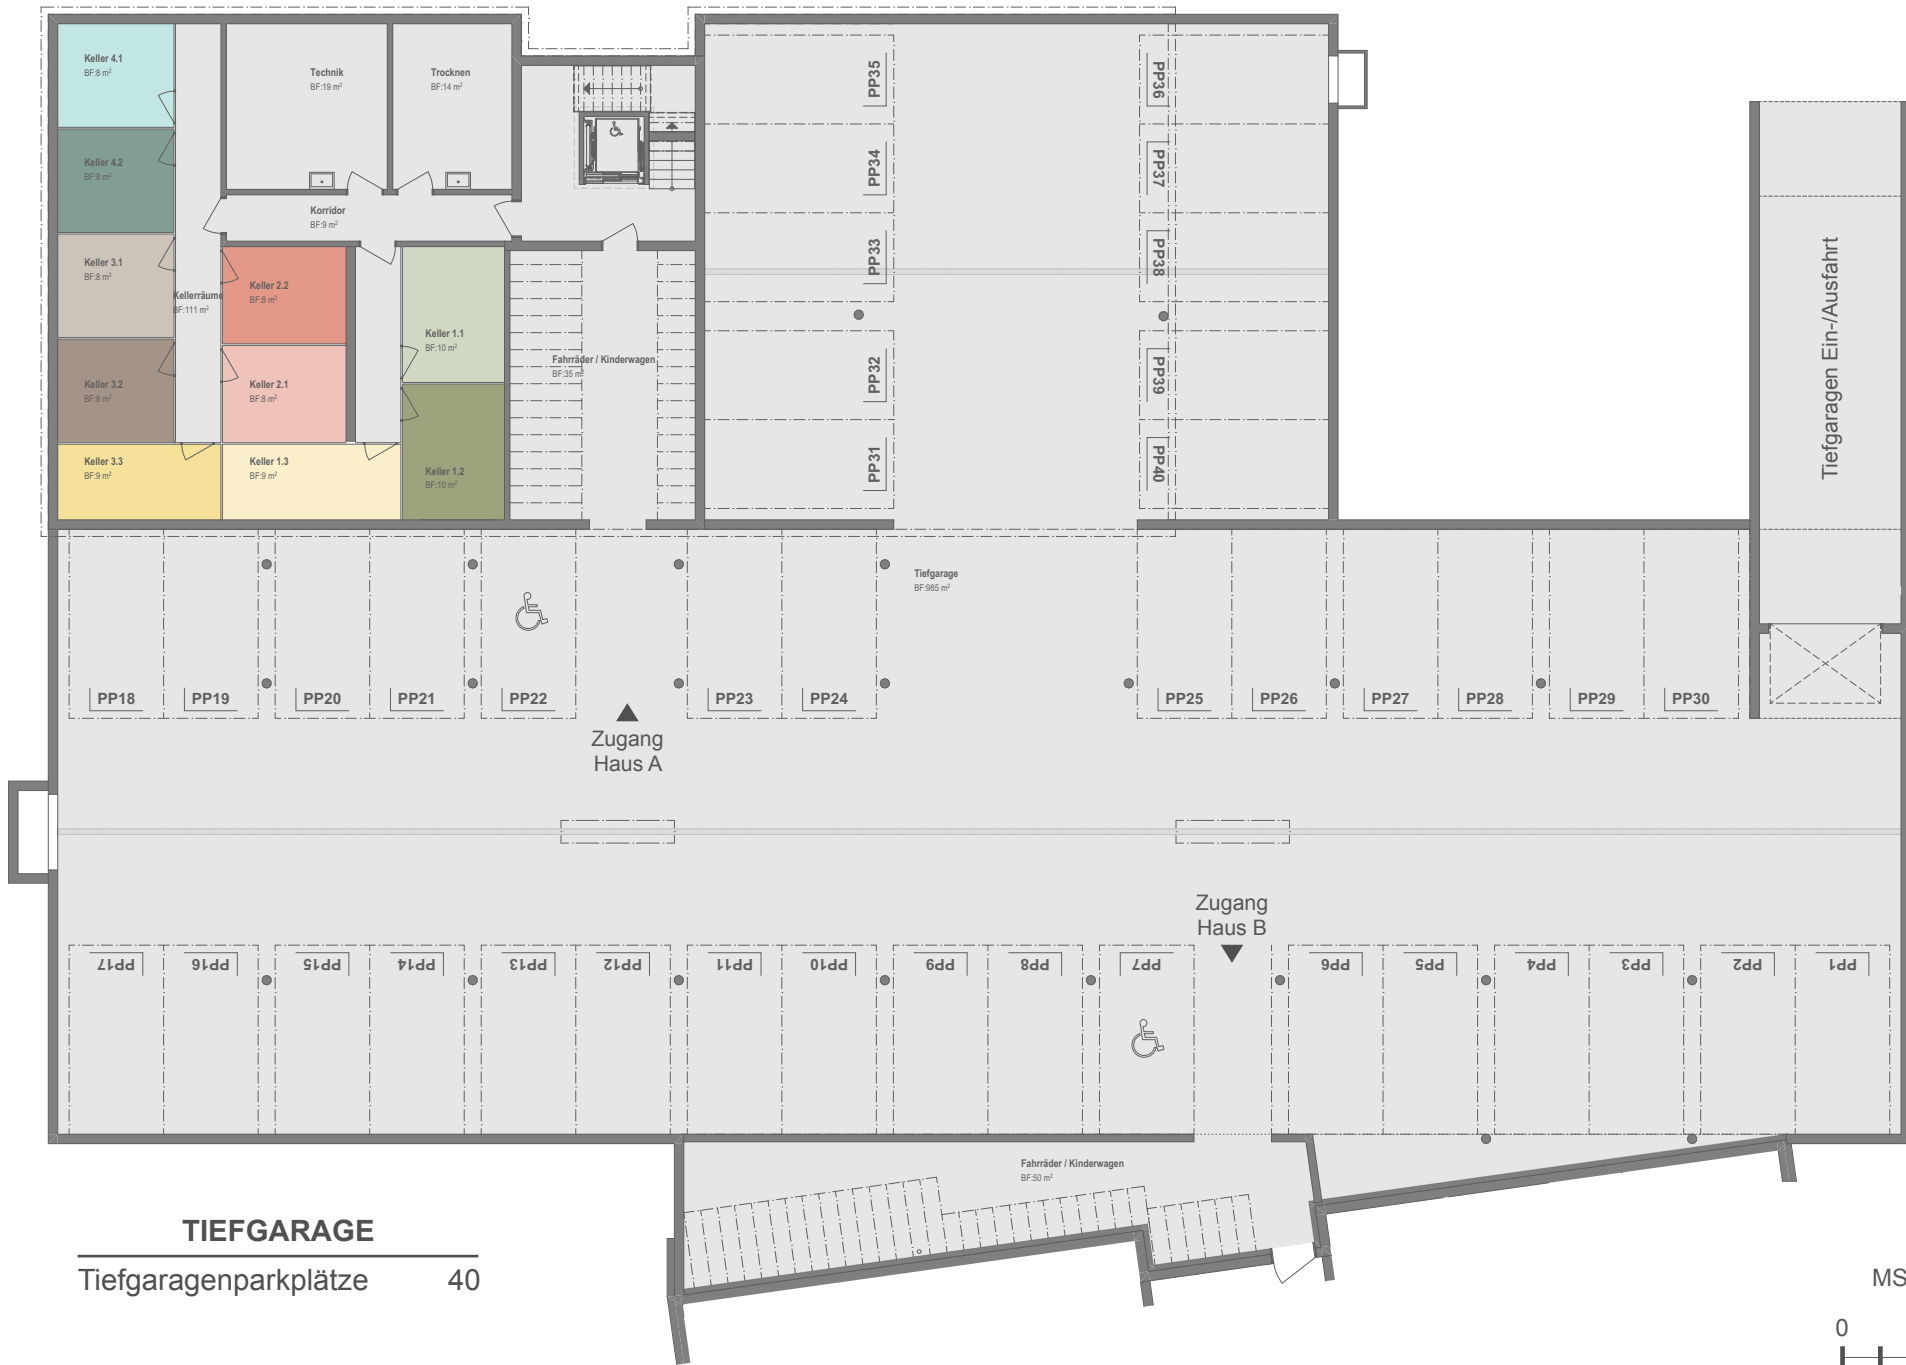 Keller 4.1
BF:8 m²
Technik
BF:19 m²
Trocknen
BF:14 m²
PP35
PP36
Keller 4.2
BF:8 m²
PP34
PP37
Korridor
BF:9 m²
PP33
PP38
Keller 3.1
BF:8 m²
Kellerräume
BF:111 m²
Keller 2.2
BF:8 m²
Keller 1.1
BF:10 m²
Fahrräder / Kinderwagen
BF:35 m²
PP32
PP39
Tiefgaragen Ein-/Ausfahrt
Keller 3.2
BF:8 m²
Keller 2.1
BF:8 m²
Keller 3.3
BF:9 m²
Keller 1.3
BF:9 m²
Keller 1.2
BF:10 m²
PP31
PP40
Tiefgarage
BF:985 m²
PP18
PP19
PP20
PP21
PP22
PP23
PP24
PP25
PP26
PP27
PP28
PP29
PP30
Zugang
Haus A
Zugang
Haus B
PP17
PP16
PP15
PP14
PP13
PP12
PP11
PP10
PP9
PP8
PP7
PP6
PP5
PP4
PP3
PP2
PP1
Fahrräder / Kinderwagen
BF:50 m²
TIEFGARAGE
Tiefgaragenparkplätze 40
MS
0